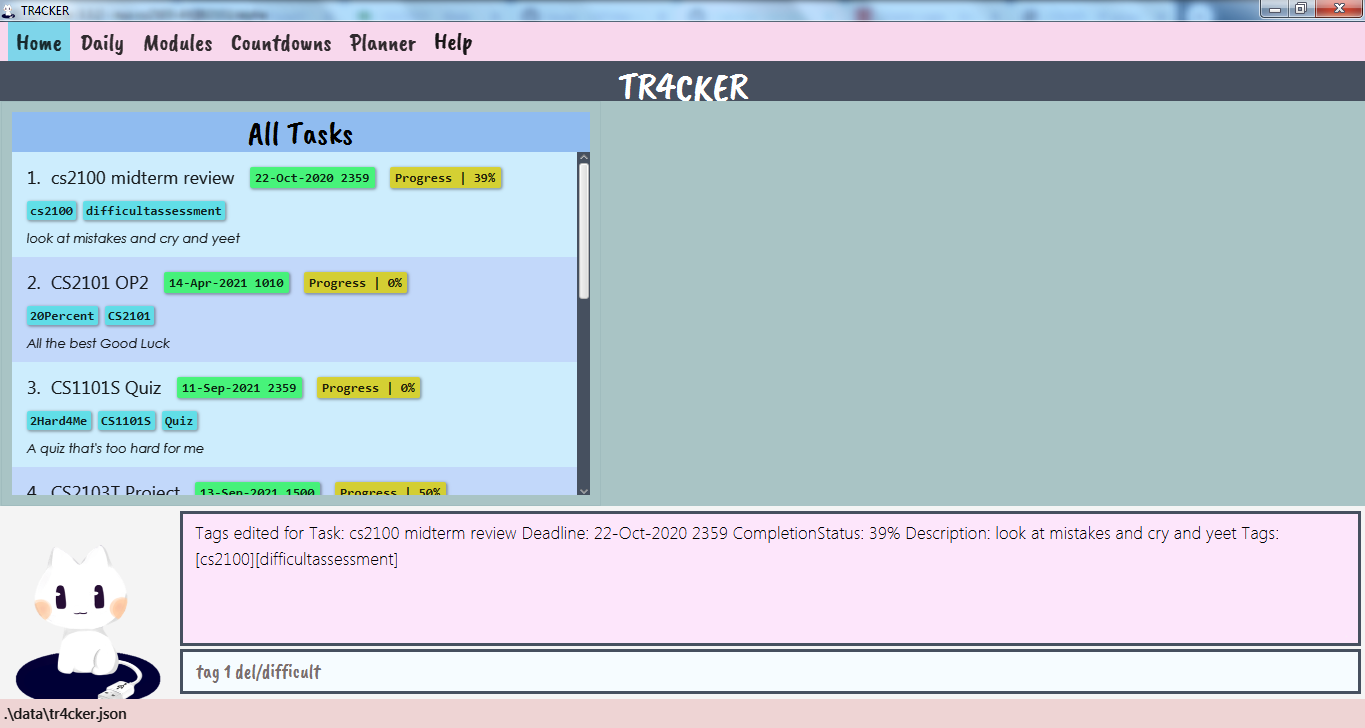 TR4CKER
Home Daily Modules Countdowns Planner Help
TR4CKER
All Tasks
1. cs2100 midterm review 22-Oct-2020 2359 Progress | 39%
cs2100 difficultassessment
look at mistakes and cry and yeet
2. CS2101 OP2 14-Apr-2021 1010 Progress | 0%
20Percent CS2101
All the best Good Luck
3. CS1101S Quiz 11-Sep-2021 2359 Progress | 0%
2Hard4Me CS1101S Quiz
A quiz that's too hard for me
4. CS2103T Project 13-Sep-2021 1500 Progress | 50%
Tags edited for Task: cs2100 midterm review Deadline: 22-Oct-2020 2359 CompletionStatus: 39% Description: look at mistakes and cry and yeet Tags:
[cs2100][difficultassessment]
tag 1 del/difficult
.\data\tr4cker.json